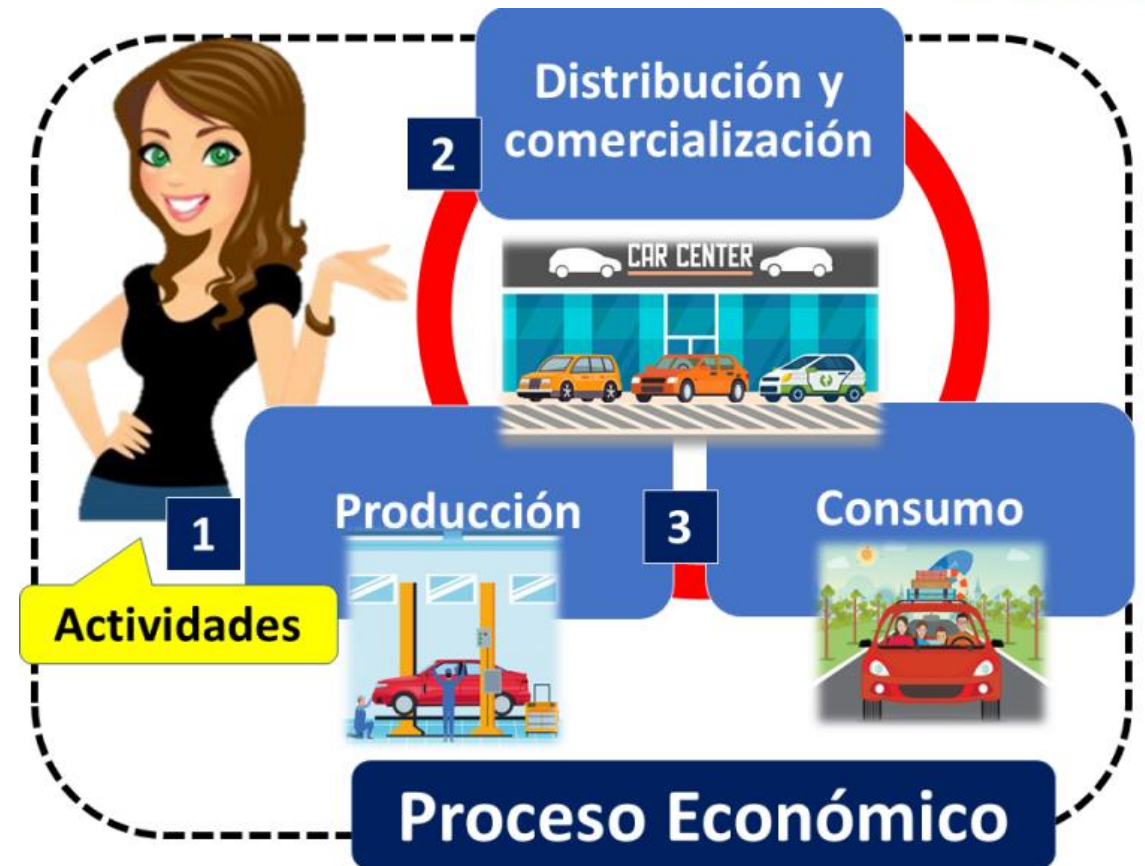 Distribución y
comercialización
2
CAR CENTER
1
Producción
3
Consumo
Actividades
Proceso Económico